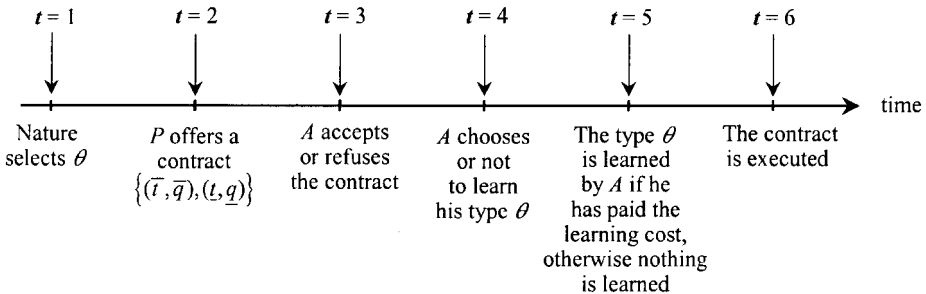 t = 1 t = 2 t = 3 t = 4 t = 5 t = 6
time
Nature
selects θ
P offers a
contract
{(t̅, q̅), (t̲, q̲)}
A accepts
or refuses
the contract
A chooses
or not
to learn
his type θ
The type θ
is learned
by A if he
has paid the
learning cost,
otherwise nothing
is learned
The contract
is executed